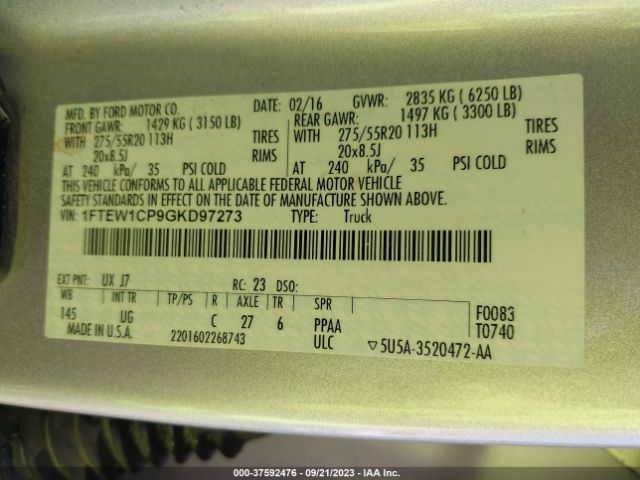 MFD. BY FORD MOTOR CO.
DATE: 02/16 GVWR: 2835 KG ( 6250 LB)
FRONT GAWR: 1429 KG ( 3150 LB) REAR GAWR: 1497 KG ( 3300 LB)
WITH 275/55R20 113H TIRES WITH 275/55R20 113H TIRES
20x8.5J RIMS 20x8.5J RIMS
AT 240 kPa/ 35 PSI COLD AT 240 kPa/ 35 PSI COLD
THIS VEHICLE CONFORMS TO ALL APPLICABLE FEDERAL MOTOR VEHICLE
SAFETY STANDARDS IN EFFECT ON THE DATE OF MANUFACTURE SHOWN ABOVE.
VIN: 1FTEW1CP9GKD97273 TYPE: Truck
EXT PNT: UX J7 RC: 23 DSO:
WB INT TR TP/PS R AXLE TR SPR
145 UG C 27 6 PPAA
F0083
T0740
MADE IN U.S.A. 2201602268743 ULC ▽5U5A-3520472-AA
000-37592476 - 09/21/2023 - IAA Inc.